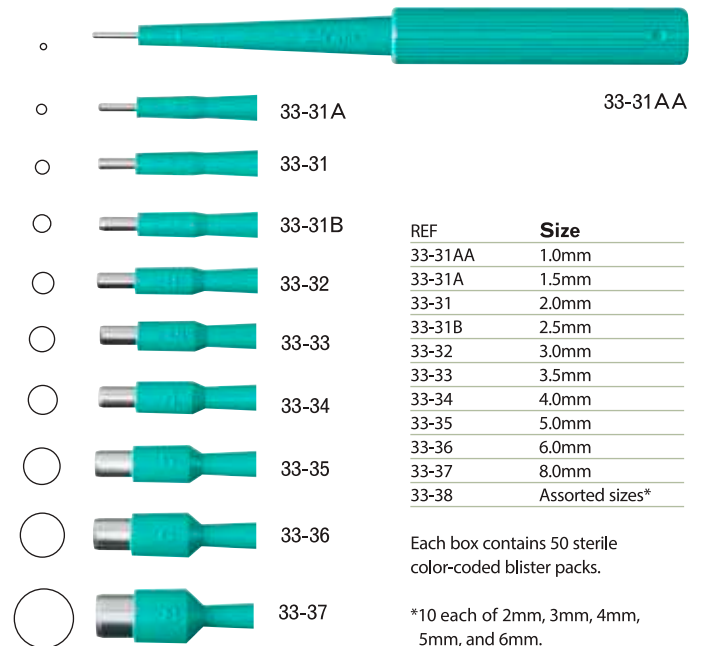 33-31AA
33-31A
33-31
33-31B
33-32
33-33
33-34
33-35
33-36
33-37
REF Size
33-31AA 1.0mm
33-31A 1.5mm
33-31 2.0mm
33-31B 2.5mm
33-32 3.0mm
33-33 3.5mm
33-34 4.0mm
33-35 5.0mm
33-36 6.0mm
33-37 8.0mm
33-38 Assorted sizes*
Each box contains 50 sterile
color-coded blister packs.
*10 each of 2mm, 3mm, 4mm,
5mm, and 6mm.